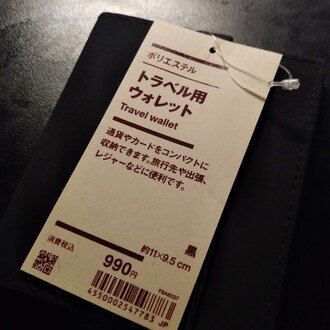 ポリエステル
トラベル用
ウォレット
Travel wallet
通貨やカードをコンパクトに
収納できます。旅行先や出張、
レジャーなどに便利です。
黒
約11×9.5 cm
消費税込
990円
4550002547783 JP